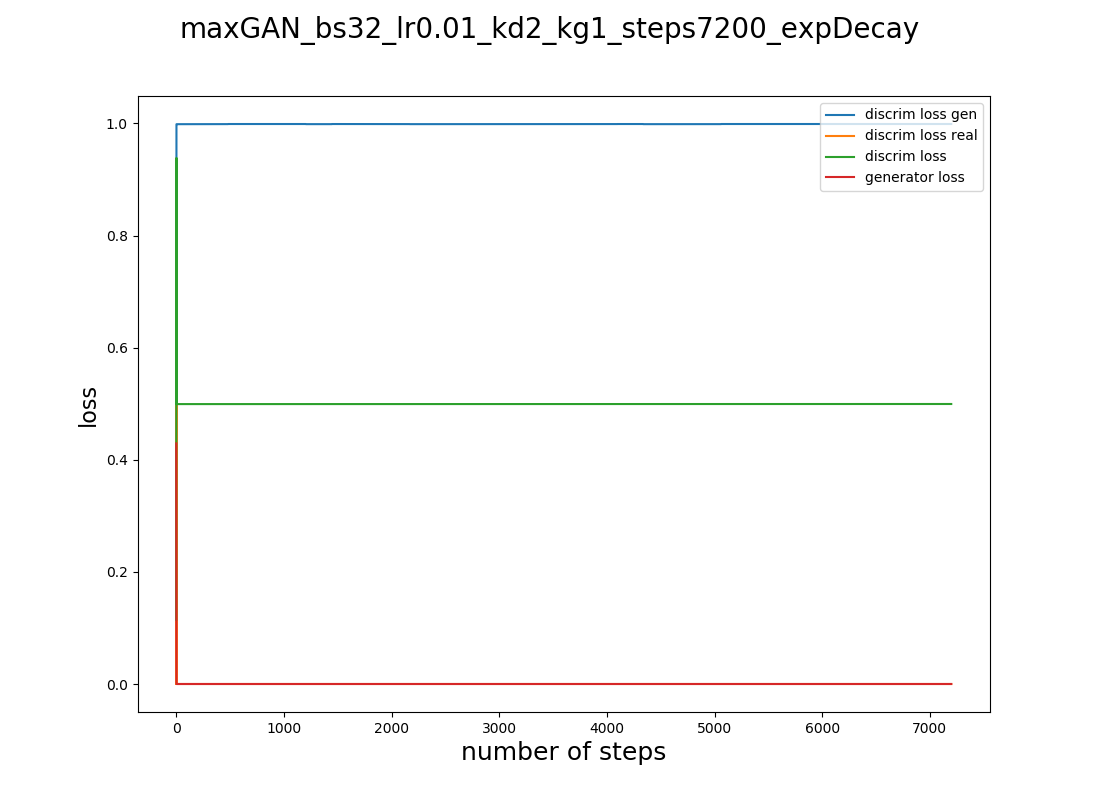 maxGAN_bs32_lr0.01_kd2_kg1_steps7200_expDecay
1.0
0.8
0.6
0.4
0.2
0.0
loss
discrim loss gen
discrim loss real
discrim loss
generator loss
0 1000 2000 3000 4000 5000 6000 7000
number of steps